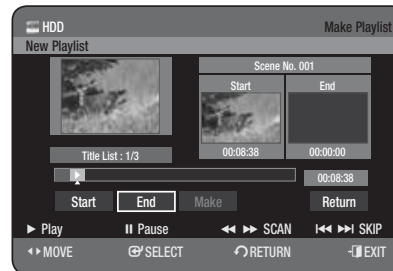 HDD Make Playlist
New Playlist
Scene No. 001
Start End
Title List : 1/3 00:08:38 00:00:00
00:08:38
Start End Make Return
► Play II Pause ◄◄ ►► SCAN I◄◄ ►►I SKIP
MOVE SELECT RETURN EXIT